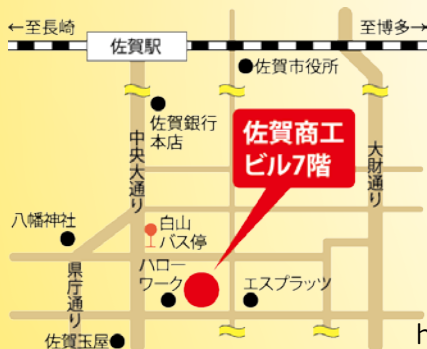 ←至長崎
至博多→
佐賀駅
佐賀市役所
佐賀銀行
本店
佐賀商工
ビル7階
中央大通り
大財通り
八幡神社
白山
バス停
県庁通り
ハロー
ワーク
エスプラッツ
佐賀玉屋
h